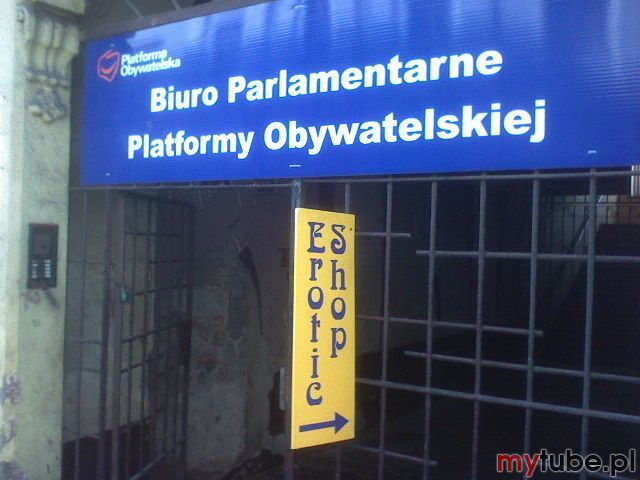 Platforma
Obywatelska
Biuro Parlamentarne
Platformy Obywatelskiej
Erotic
Shop
mytube.pl